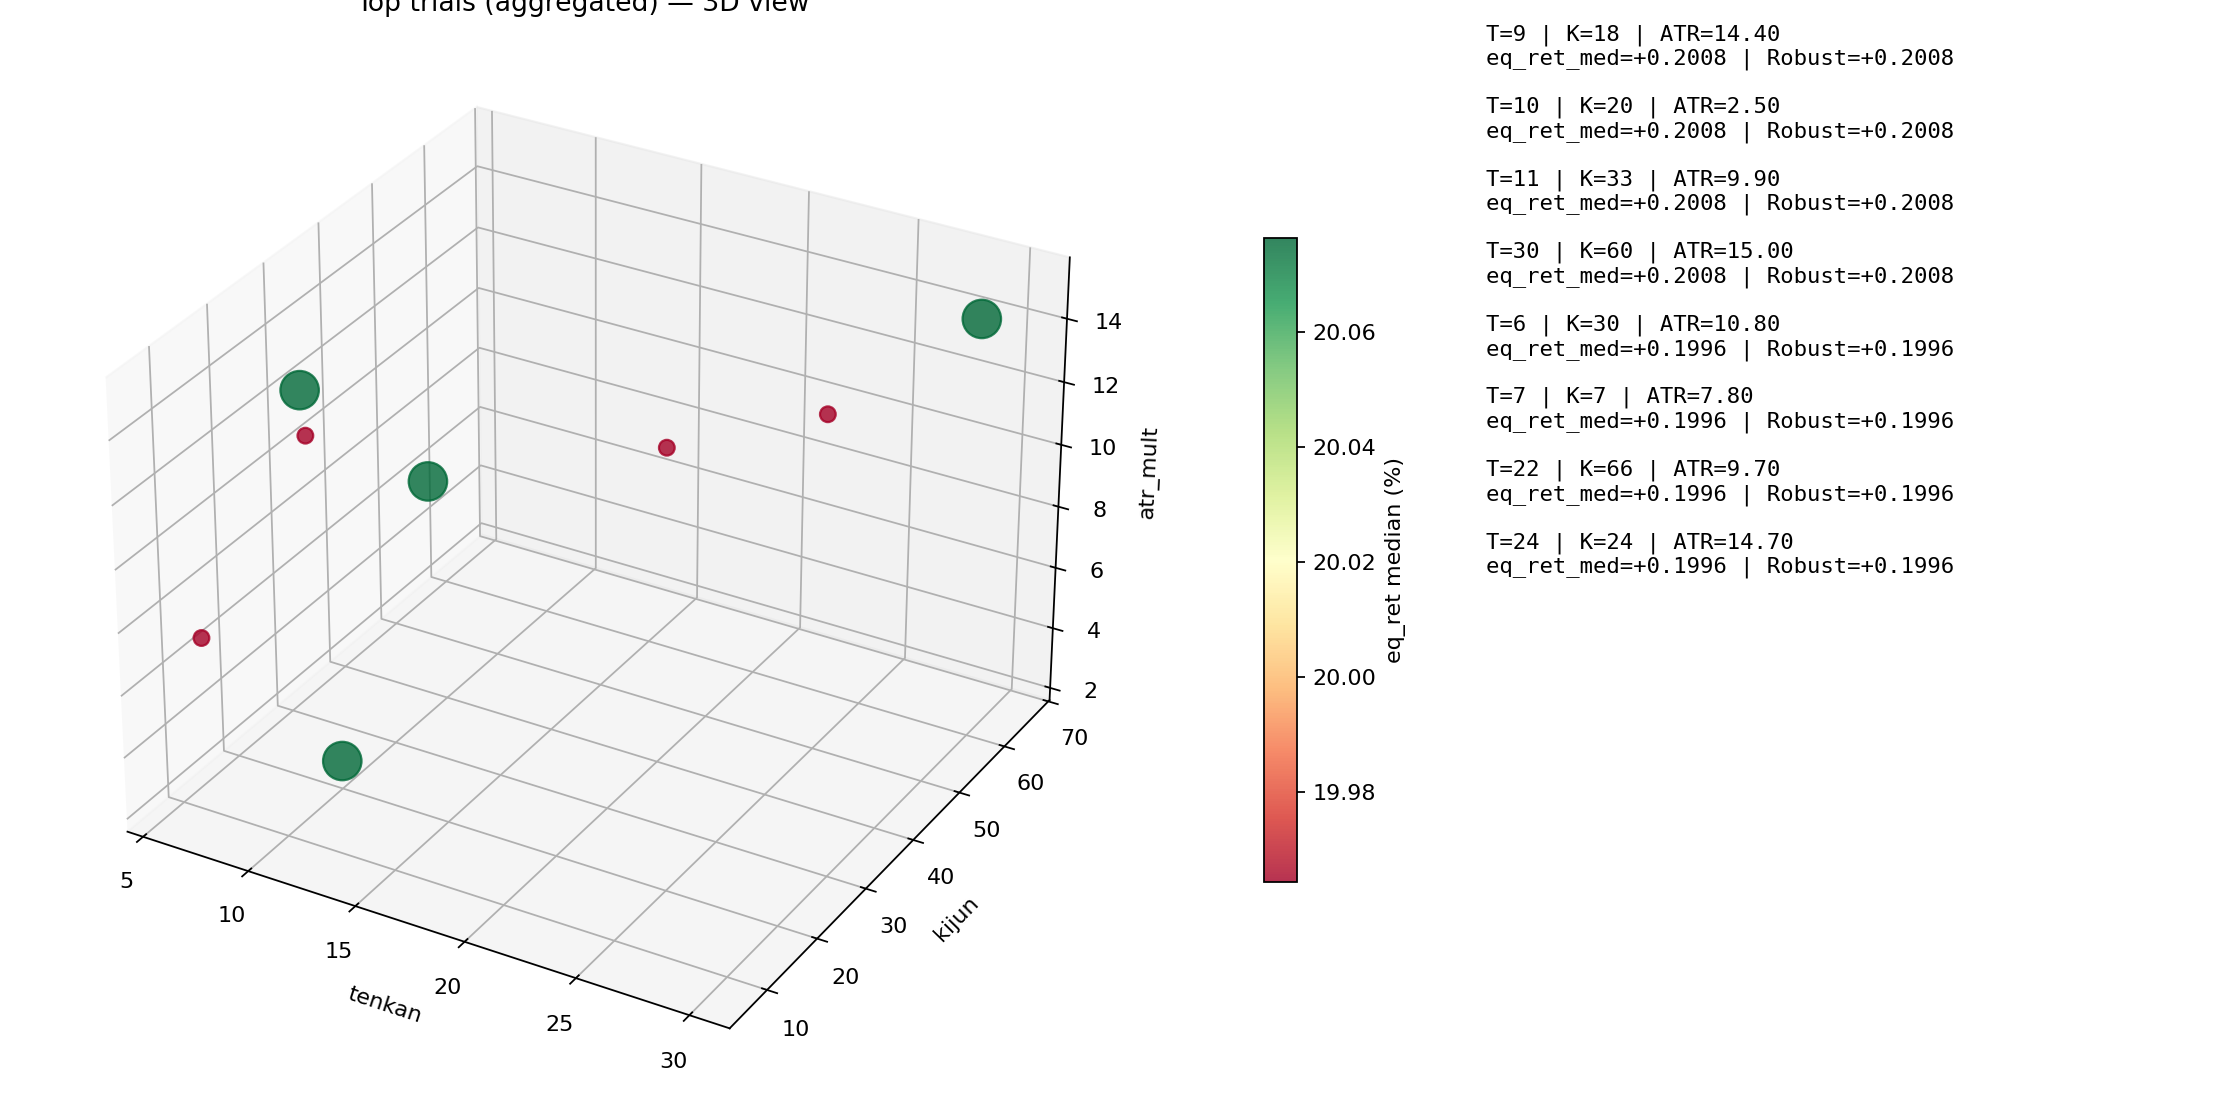 Top trials (aggregated) — 3D view
T=9 | K=18 | ATR=14.40
eq_ret_med=+0.2008 | Robust=+0.2008
T=10 | K=20 | ATR=2.50
eq_ret_med=+0.2008 | Robust=+0.2008
T=11 | K=33 | ATR=9.90
eq_ret_med=+0.2008 | Robust=+0.2008
T=30 | K=60 | ATR=15.00
eq_ret_med=+0.2008 | Robust=+0.2008
T=6 | K=30 | ATR=10.80
eq_ret_med=+0.1996 | Robust=+0.1996
T=7 | K=7 | ATR=7.80
eq_ret_med=+0.1996 | Robust=+0.1996
T=22 | K=66 | ATR=9.70
eq_ret_med=+0.1996 | Robust=+0.1996
T=24 | K=24 | ATR=14.70
eq_ret_med=+0.1996 | Robust=+0.1996
14
12
10
8
6
4
2
atr_mult
70
60
50
40
30
20
10
kijun
5
10
15
20
25
30
tenkan
20.06
20.04
20.02
20.00
19.98
eq_ret median (%)